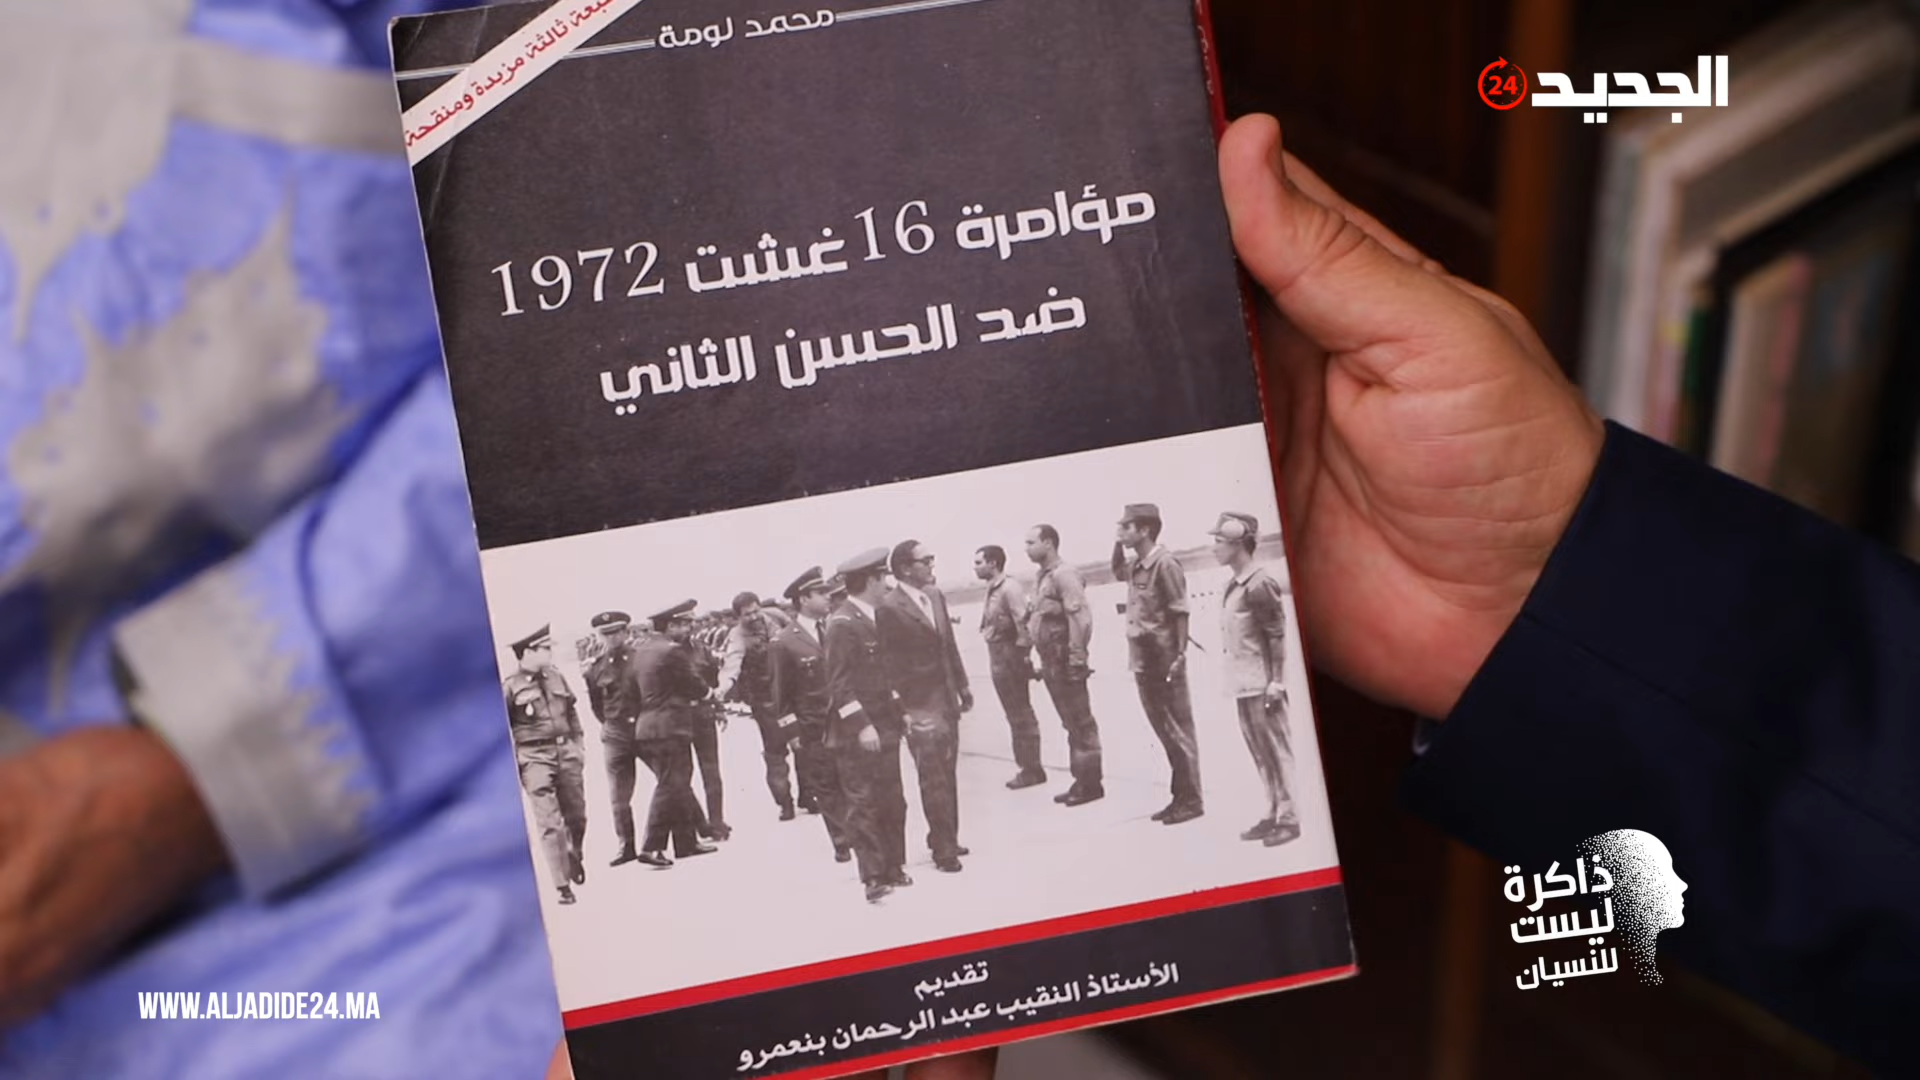 محمد لومة
طبعة ثالثة مزيدة ومنقحة
مؤامرة 16 غشت 1972
ضد الحسن الثاني
تقديم
الأستاذ النقيب عبد الرحمان بنعمرو
الجديد 24
ذاكرة
ليست
للنسيان
WWW.ALJADIDE24.MA